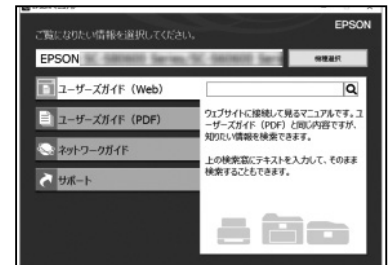 EPSON
ご覧になりたい情報を選択してください。
EPSON
機種選択
ユーザーズガイド（Web）
ユーザーズガイド（PDF）
ネットワークガイド
サポート
ウェブサイトに接続して見るマニュアルです。ユ
ーザーズガイド（PDF）と同じ内容ですが、
知りたい情報を検索できます。
上の検索窓にテキストを入力して、そのまま
検索することもできます。